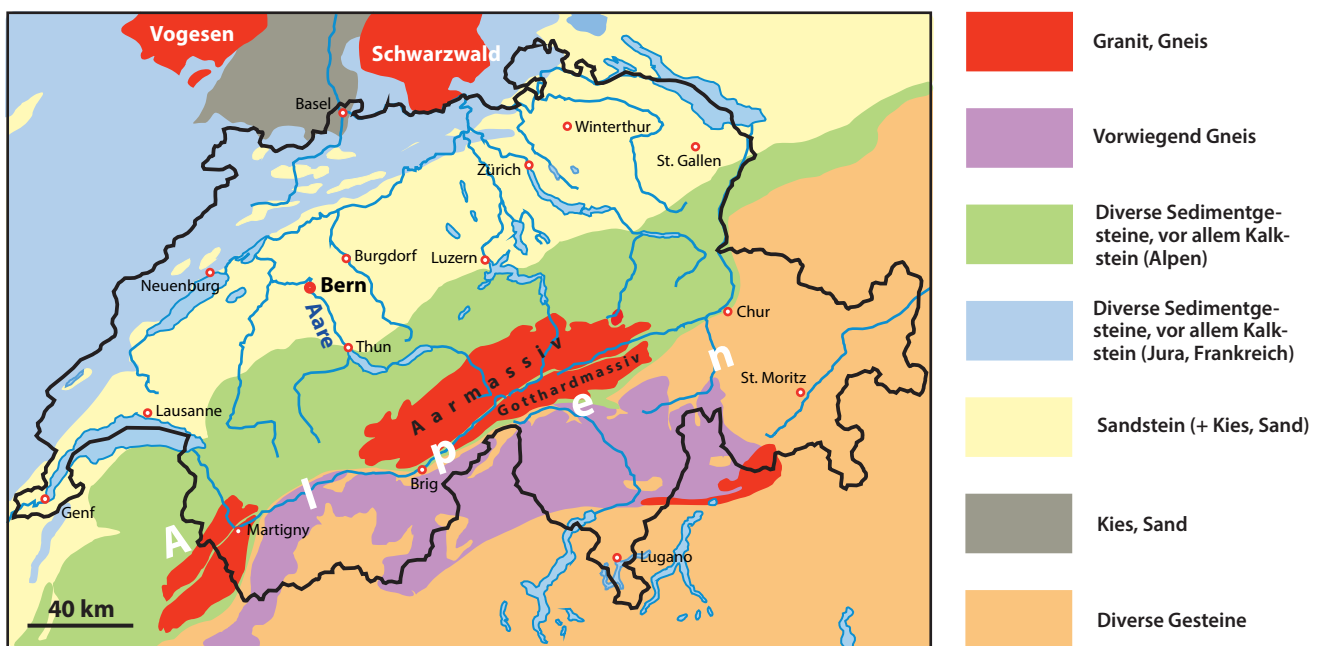 Vogesen
Schwarzwald
Basel
Winterthur
St. Gallen
Zürich
Neuenburg
Burgdorf
Luzern
Bern
Aare
Thun
Chur
St. Moritz
Aarmassiv
Gotthardmassiv
Lausanne
Genf
Brig
Martigny
Lugano
Alpen
40 km
Granit, Gneis
Vorwiegend Gneis
Diverse Sedimentge-
steine, vor allem Kalk-
stein (Alpen)
Diverse Sedimentge-
steine, vor allem Kalk-
stein (Jura, Frankreich)
Sandstein (+ Kies, Sand)
Kies, Sand
Diverse Gesteine